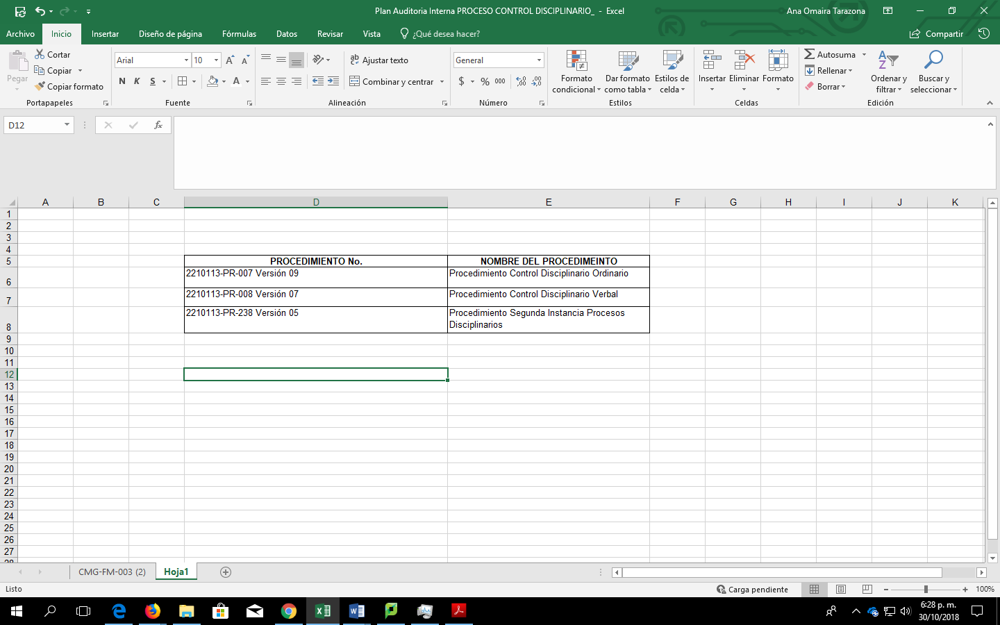 Plan Auditoria Interna PROCESO CONTROL DISCIPLINARIO_ - Excel
Ana Omaira Tarazona
Archivo Inicio Insertar Diseño de página Fórmulas Datos Revisar Vista ¿Qué desea hacer? Compartir
Pegar
Cortar
Copiar
Copiar formato
Portapapeles
Arial 10
N K S A
Fuente
Ajustar texto
Combinar y centrar
Alineación
General
$ % 000
Número
Formato condicional
Dar formato como tabla
Estilos de celda
Estilos
Insertar Eliminar Formato
Celdas
Autosuma
Rellenar
Borrar
Ordenar y filtrar
Buscar y seleccionar
Edición
D12
fx
A B C D E F G H I J K
1
2
3
4
5 PROCEDIMIENTO No. NOMBRE DEL PROCEDIMEINTO
6 2210113-PR-007 Versión 09 Procedimiento Control Disciplinario Ordinario
7 2210113-PR-008 Versión 07 Procedimiento Control Disciplinario Verbal
8 2210113-PR-238 Versión 05 Procedimiento Segunda Instancia Procesos
Disciplinarios
9
10
11
12
13
14
15
16
17
18
19
20
21
22
23
24
25
26
27
28
CMG-FM-003 (2) Hoja1
Listo
Carga pendiente
100%
6:28 p. m.
30/10/2018